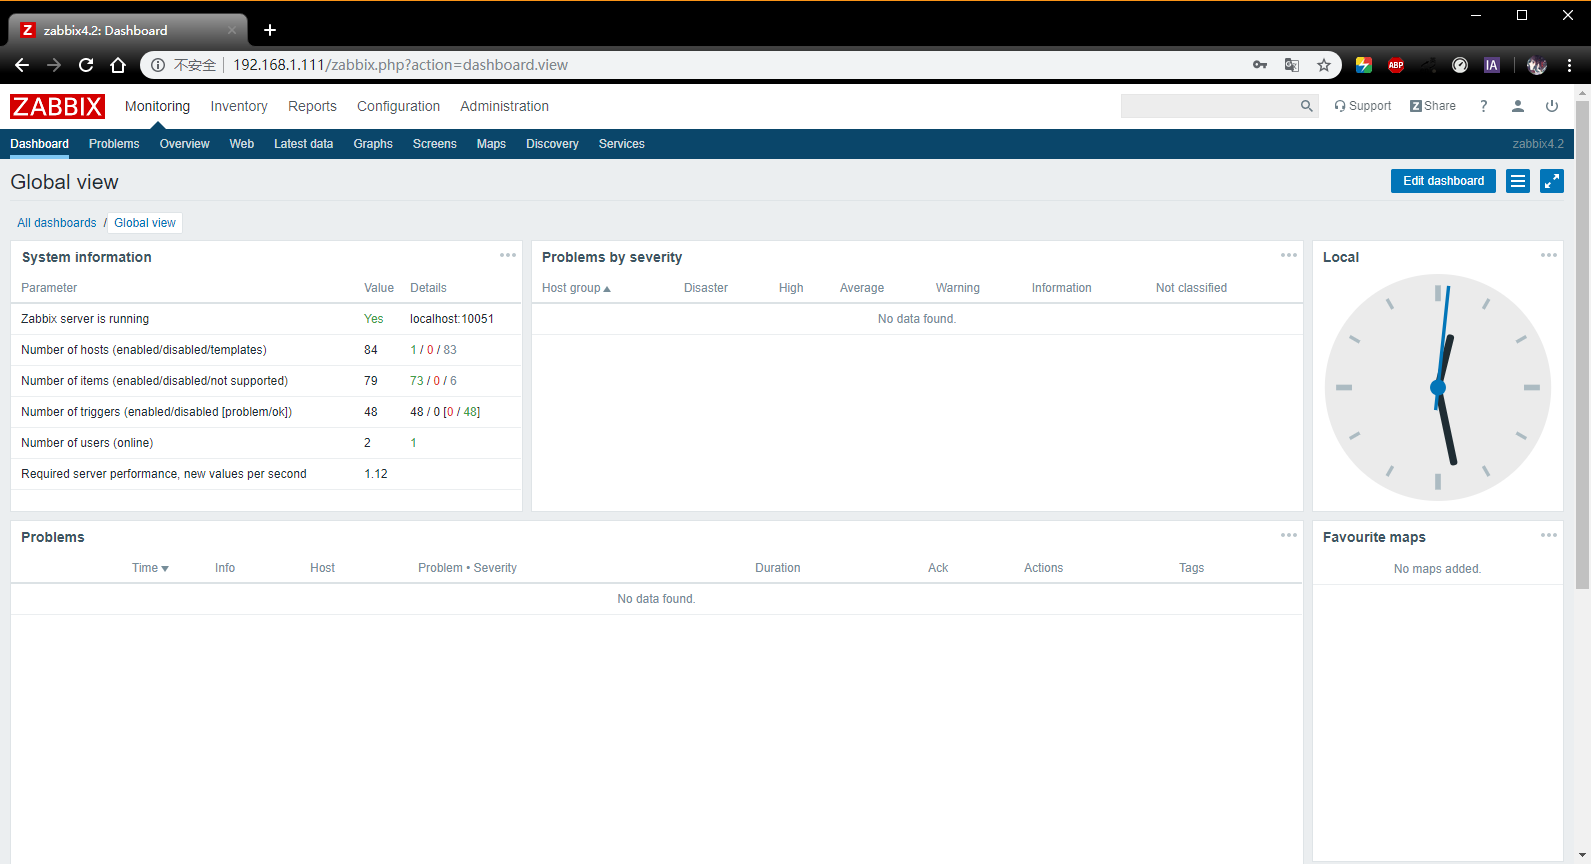 Z zabbix4.2: Dashboard
不安全 192.168.1.111/zabbix.php?action=dashboard.view ABP IA
ZABBIX Monitoring Inventory Reports Configuration Administration Support Z Share ?
Dashboard Problems Overview Web Latest data Graphs Screens Maps Discovery Services zabbix4.2
Global view Edit dashboard
All dashboards / Global view
System information
Parameter Value Details
Zabbix server is running Yes localhost:10051
Number of hosts (enabled/disabled/templates) 84 1 / 0 / 83
Number of items (enabled/disabled/not supported) 79 73 / 0 / 6
Number of triggers (enabled/disabled [problem/ok]) 48 48 / 0 [0 / 48]
Number of users (online) 2 1
Required server performance, new values per second 1.12
Problems by severity
Host group Disaster High Average Warning Information Not classified
No data found.
Local
Problems
Time Info Host Problem • Severity Duration Ack Actions Tags
No data found.
Favourite maps
No maps added.